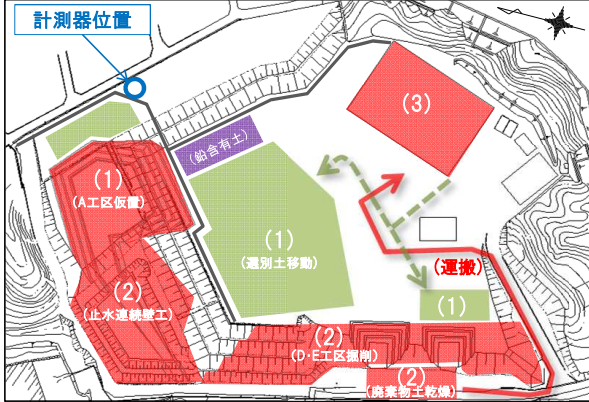 計測器位置
(3)
(鉛含有土)
(1)
(A工区仮置)
(1)
(選別土移動)
(運搬)
(2)
(止水連続壁工)
(1)
(2)
(D・E工区掘削)
(2)
(廃棄物土乾燥)